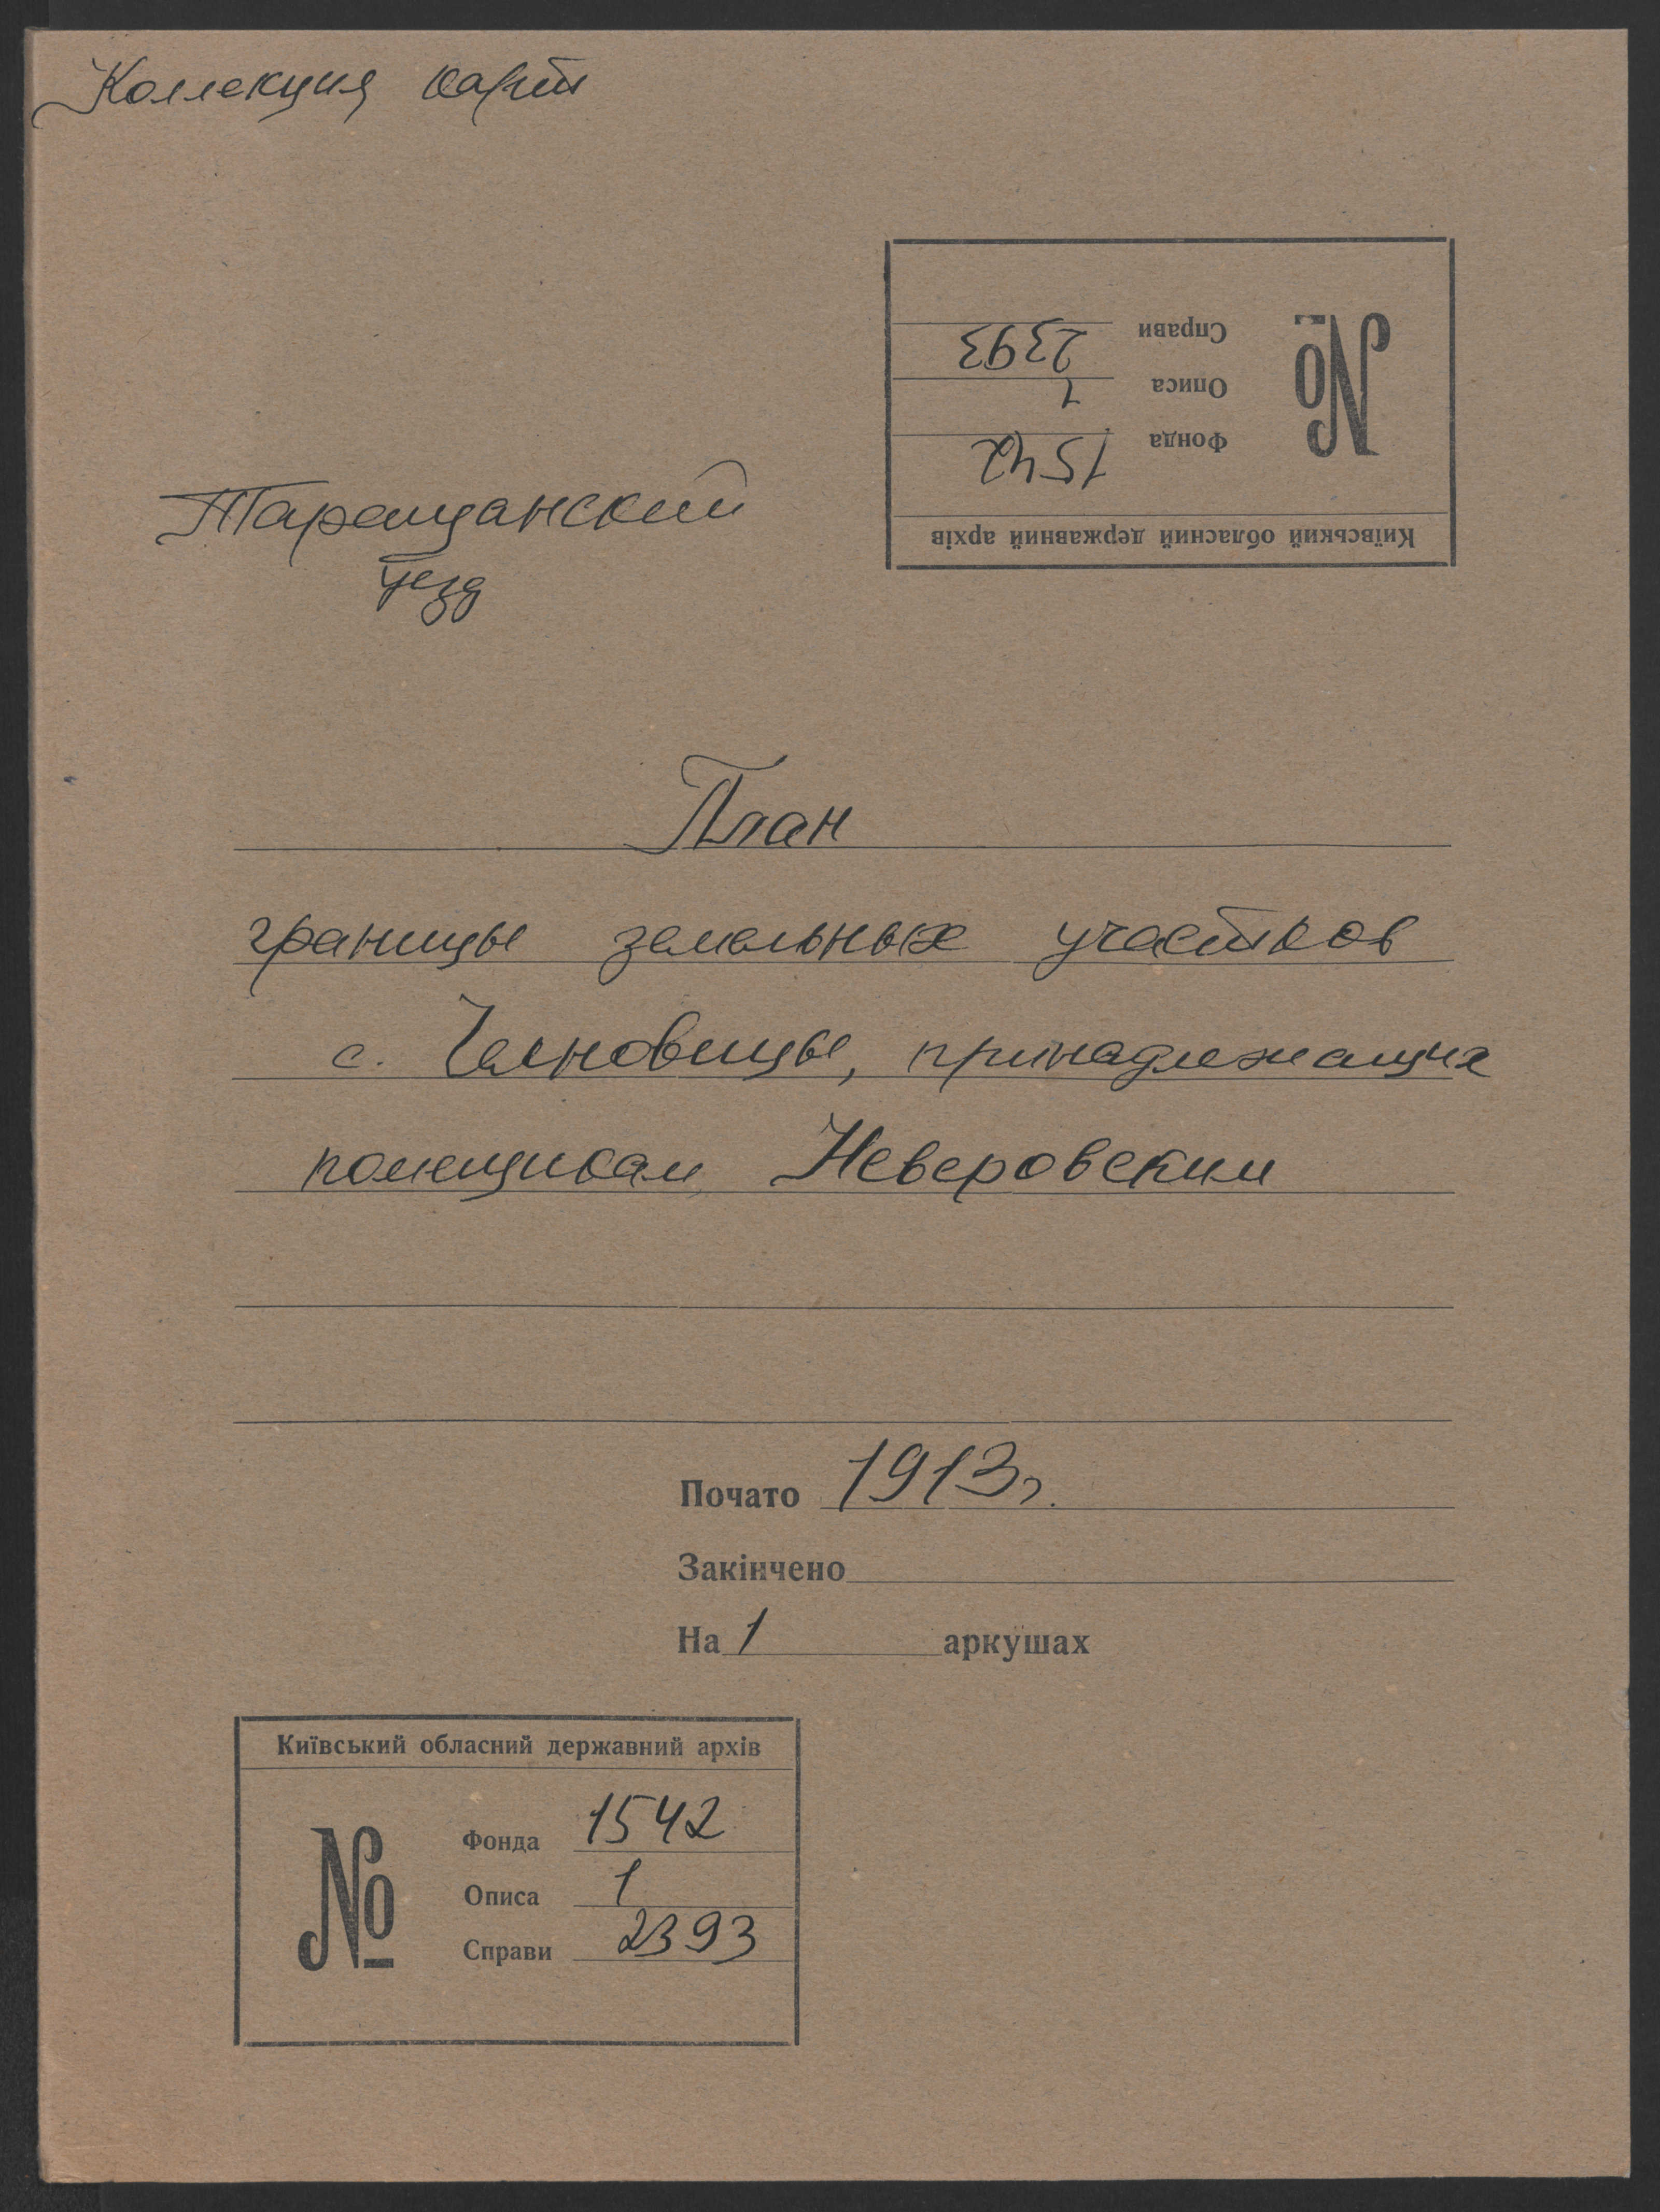 Коллекция карт
Київський обласний державний архів
№
Фонда 1542
Описа 1
Справи 2393
Таращанский
уезд
План
границы земельных участков
с. Чолновицы, принадлежащих
помещикам Неверовским
Почато 1913 г.
Закінчено
На 1 аркушах
Київський обласний державний архів
№
Фонда 1542
Описа 1
Справи 2393